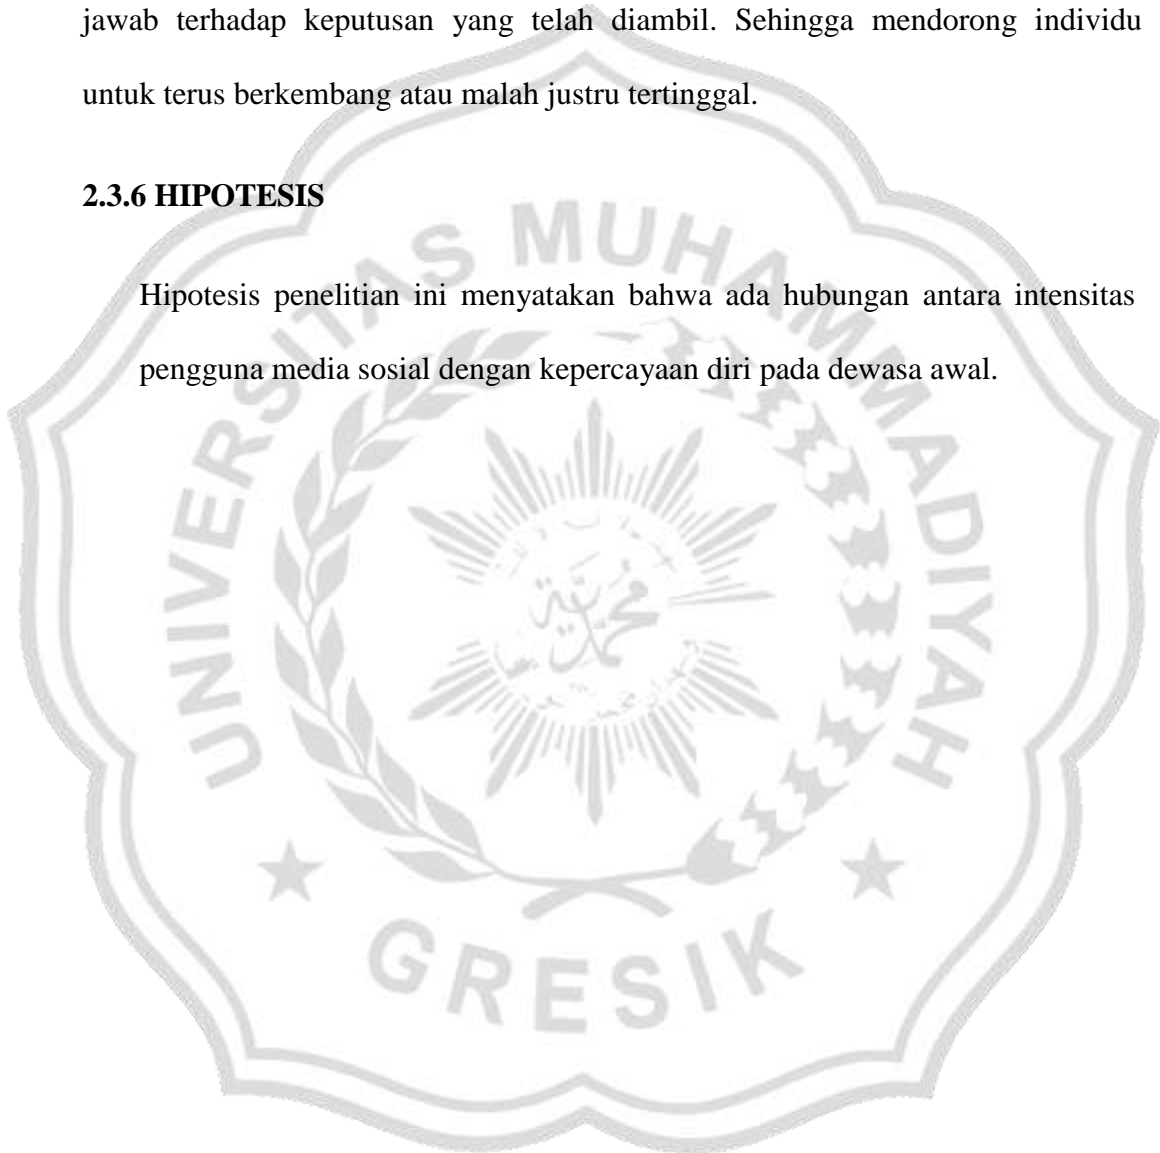 jawab terhadap keputusan yang telah diambil. Sehingga mendorong individu
untuk terus berkembang atau malah justru tertinggal.
2.3.6 HIPOTESIS
Hipotesis penelitian ini menyatakan bahwa ada hubungan antara intensitas
pengguna media sosial dengan kepercayaan diri pada dewasa awal.
UNIVERSITAS MUHAMMADIYAH
GRESIK